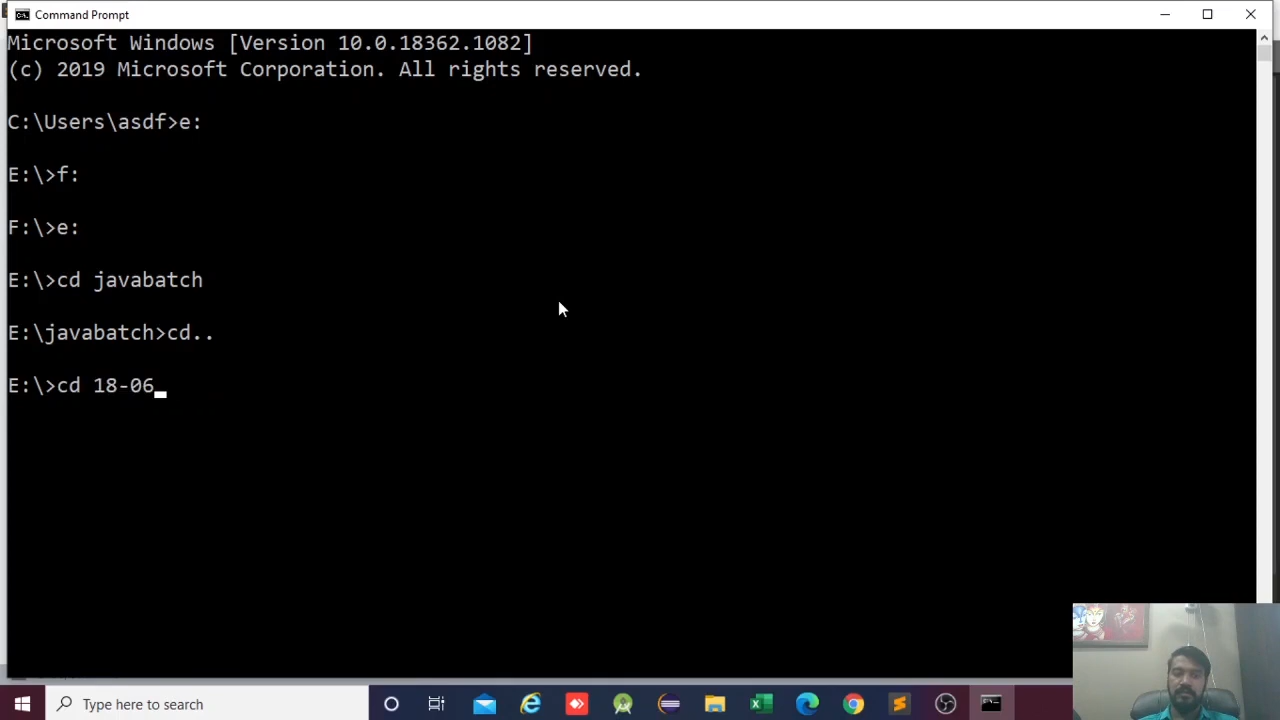 Command Prompt
Microsoft Windows [Version 10.0.18362.1082]
(c) 2019 Microsoft Corporation. All rights reserved.
C:\Users\asdf>e:
E:\>f:
F:\>e:
E:\>cd javabatch
E:\javabatch>cd..
E:\>cd 18-06
Type here to search